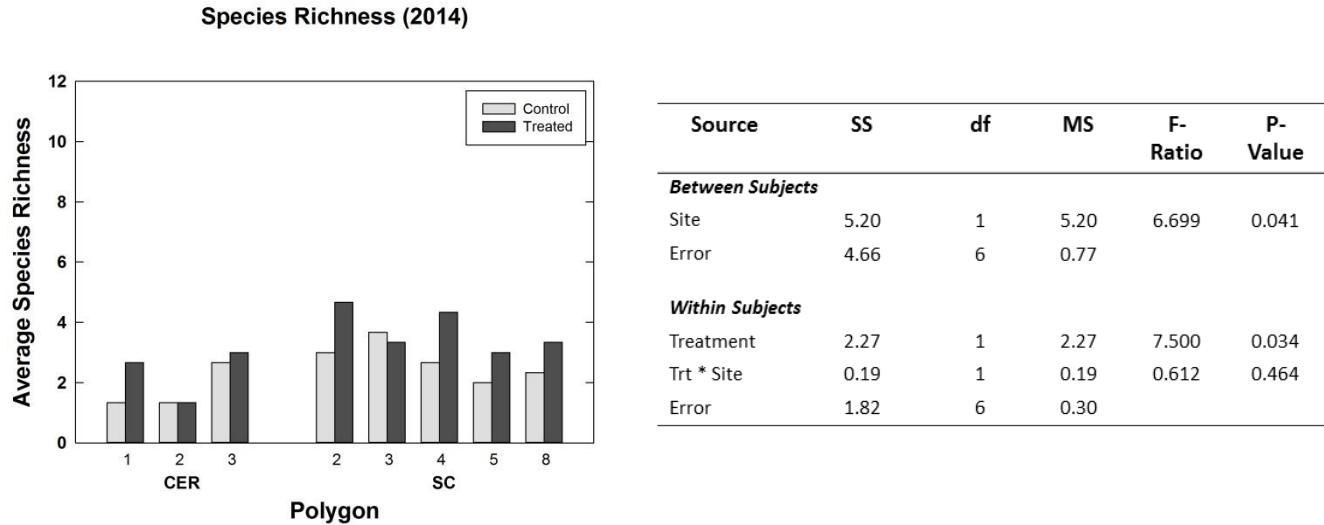 Species Richness (2014)
Average Species Richness
12
10
8
6
4
2
0
Control
Treated
1 2 3 2 3 4 5 8
CER SC
Polygon
Source SS df MS F-Ratio P-Value
Between Subjects
Site 5.20 1 5.20 6.699 0.041
Error 4.66 6 0.77
Within Subjects
Treatment 2.27 1 2.27 7.500 0.034
Trt * Site 0.19 1 0.19 0.612 0.464
Error 1.82 6 0.30